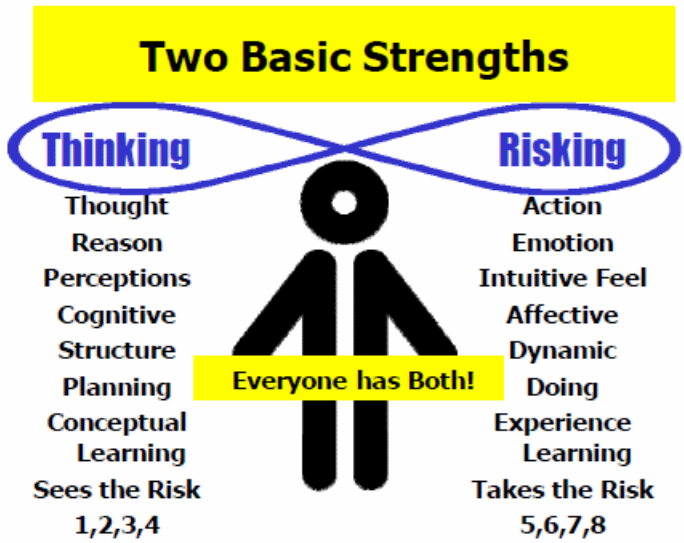 Two Basic Strengths
Thinking
Thought
Reason
Perceptions
Cognitive
Structure
Planning
Conceptual
Learning
Sees the Risk
1,2,3,4
Risking
Action
Emotion
Intuitive Feel
Affective
Dynamic
Doing
Experience
Learning
Takes the Risk
5,6,7,8
Everyone has Both!